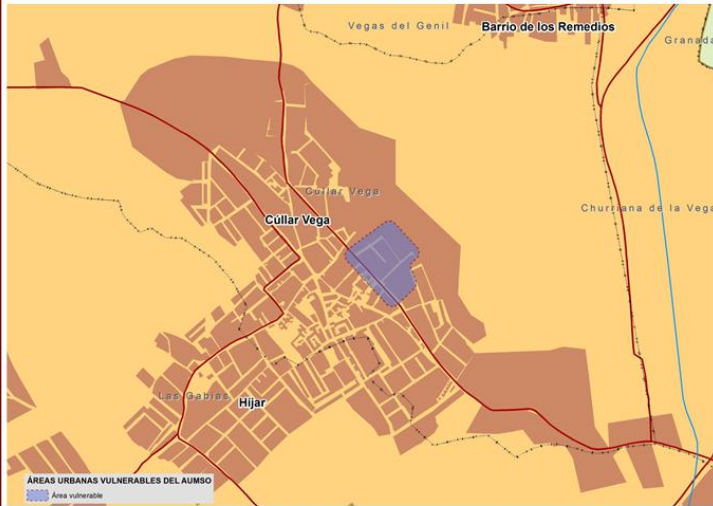 Vegas del Genil
Barrio de los Remedios
Granada
Cúllar Vega
Cúllar Vega
Churriana de la Vega
Las Gabias
Híjar
ÁREAS URBANAS VULNERABLES DEL AUMSO
Área vulnerable